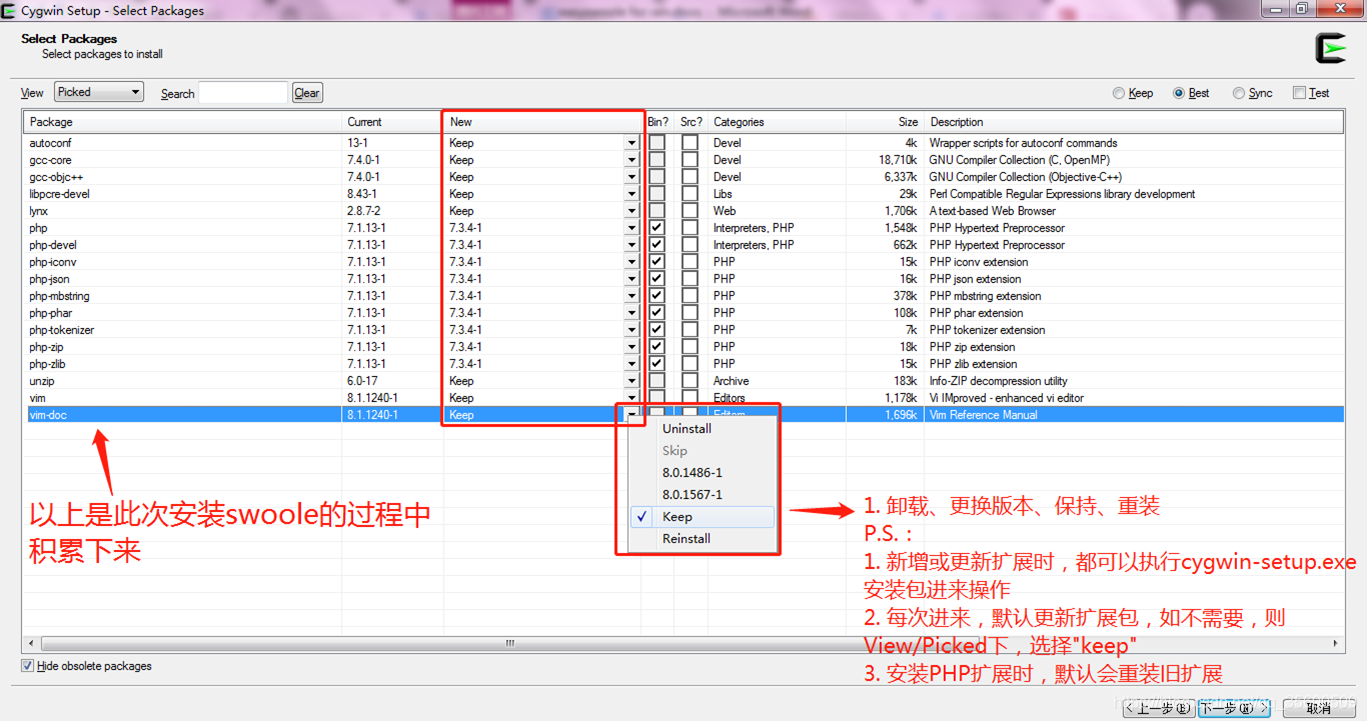 Cygwin Setup - Select Packages
Select Packages
Select packages to install
View Picked Search Clear Keep Best Sync Test
Package Current New Bin? Src? Categories Size Description
autoconf 13-1 Keep Devel 4k Wrapper scripts for autoconf commands
gcc-core 7.4.0-1 Keep Devel 18,710k GNU Compiler Collection (C, OpenMP)
gcc-objc++ 7.4.0-1 Keep Devel 6,337k GNU Compiler Collection (Objective-C++)
libpcre-devel 8.43-1 Keep Libs 29k Perl Compatible Regular Expressions library development
lynx 2.8.7-2 Keep Web 1,706k A text-based Web Browser
php 7.1.13-1 7.3.4-1 Interpreters, PHP 1,548k PHP Hypertext Preprocessor
php-devel 7.1.13-1 7.3.4-1 Interpreters, PHP 662k PHP Hypertext Preprocessor
php-iconv 7.1.13-1 7.3.4-1 PHP 15k PHP iconv extension
php-json 7.1.13-1 7.3.4-1 PHP 16k PHP json extension
php-mbstring 7.1.13-1 7.3.4-1 PHP 378k PHP mbstring extension
php-phar 7.1.13-1 7.3.4-1 PHP 108k PHP phar extension
php-tokenizer 7.1.13-1 7.3.4-1 PHP 7k PHP tokenizer extension
php-zip 7.1.13-1 7.3.4-1 PHP 18k PHP zip extension
php-zlib 7.1.13-1 7.3.4-1 PHP 15k PHP zlib extension
unzip 6.0-17 Keep Archive 183k Info-ZIP decompression utility
vim 8.1.1240-1 Keep Editors 1,178k Vi IMproved - enhanced vi editor
vim-doc 8.1.1240-1 Keep Editors 1,696k Vim Reference Manual
Uninstall
Skip
8.0.1486-1
8.0.1567-1
Keep
Reinstall
以上是此次安装swoole的过程中
积累下来
1. 卸载、更换版本、保持、重装
P.S.：
1. 新增或更新扩展时，都可以执行cygwin-setup.exe
安装包进来操作
2. 每次进来，默认更新扩展包，如不需要，则
View/Picked下，选择"keep"
3. 安装PHP扩展时，默认会重装旧扩展
Hide obsolete packages
< 上一步(B) 下一步(N) > 取消